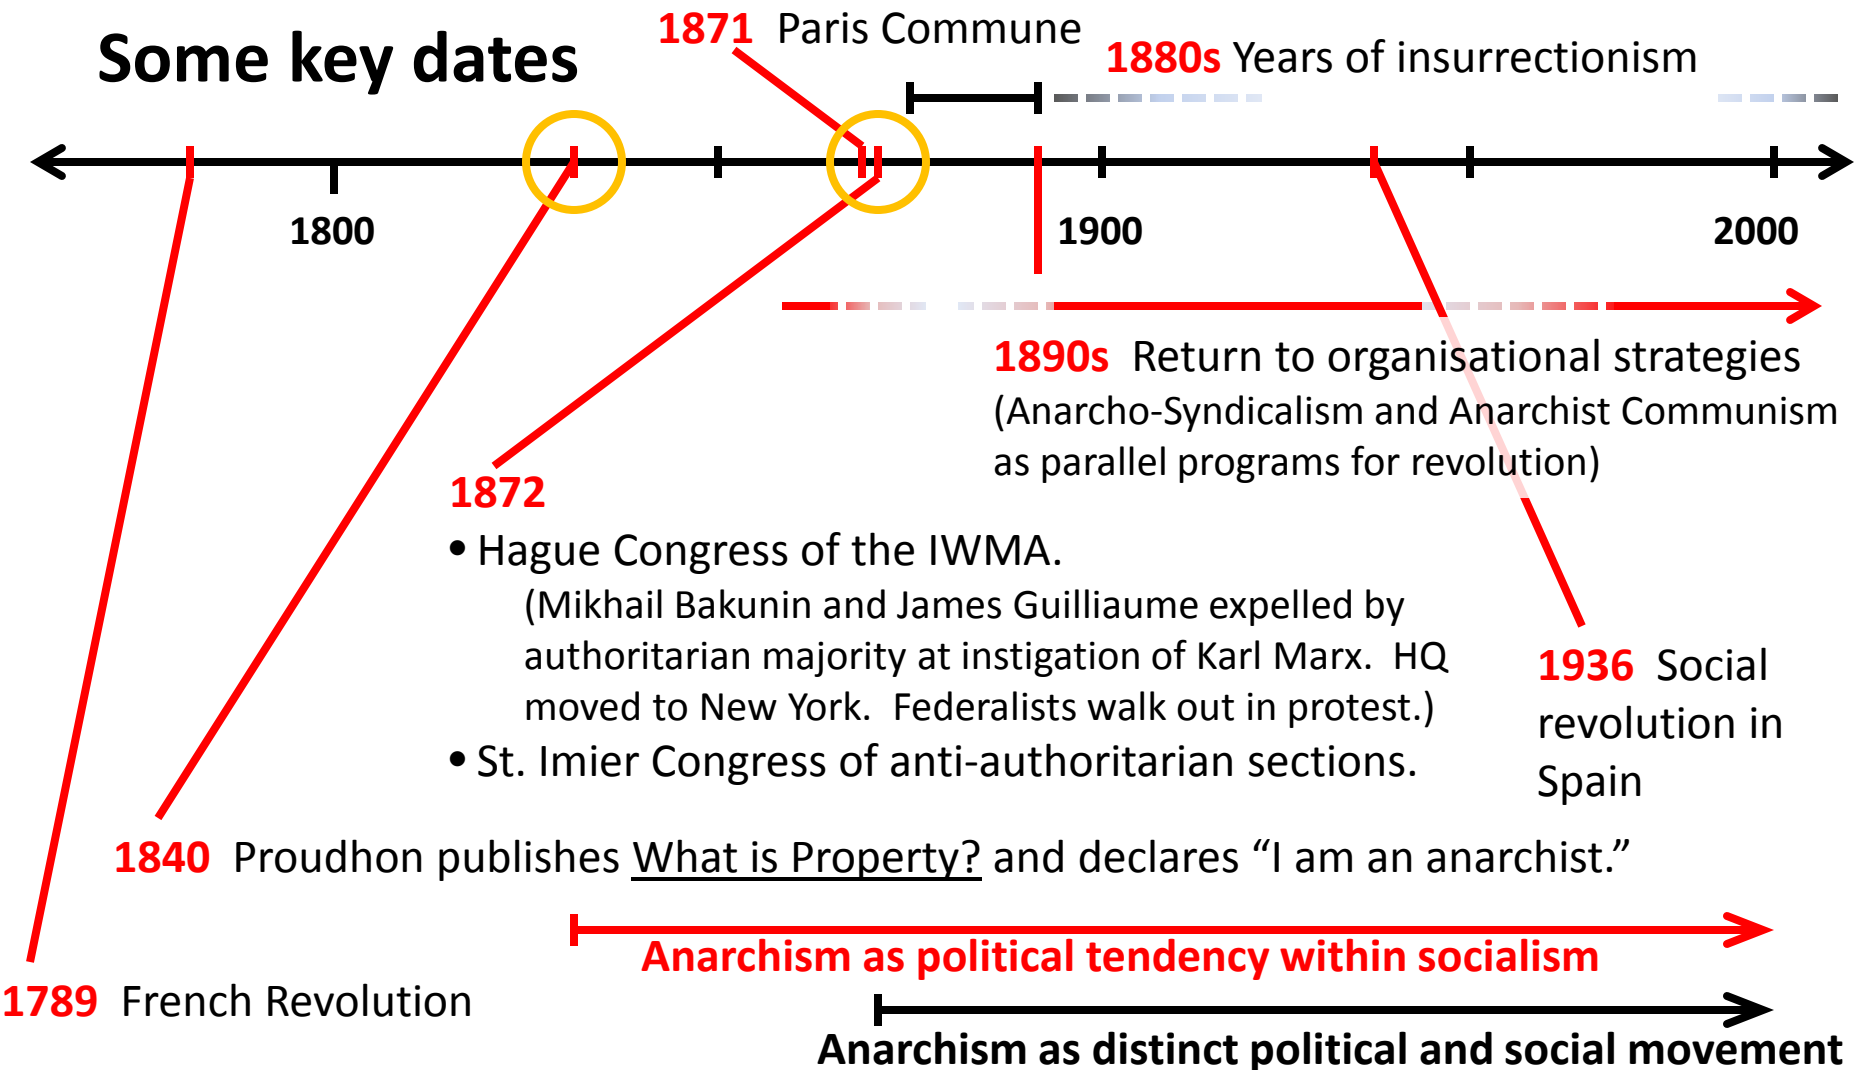 Some key dates
1871 Paris Commune
1880s Years of insurrectionism
1800
1900
2000
1890s Return to organisational strategies
(Anarcho-Syndicalism and Anarchist Communism
as parallel programs for revolution)
1872
• Hague Congress of the IWMA.
(Mikhail Bakunin and James Guilliaume expelled by
authoritarian majority at instigation of Karl Marx. HQ
moved to New York. Federalists walk out in protest.)
• St. Imier Congress of anti-authoritarian sections.
1936 Social
revolution in
Spain
1840 Proudhon publishes What is Property? and declares “I am an anarchist.”
Anarchism as political tendency within socialism
1789 French Revolution
Anarchism as distinct political and social movement